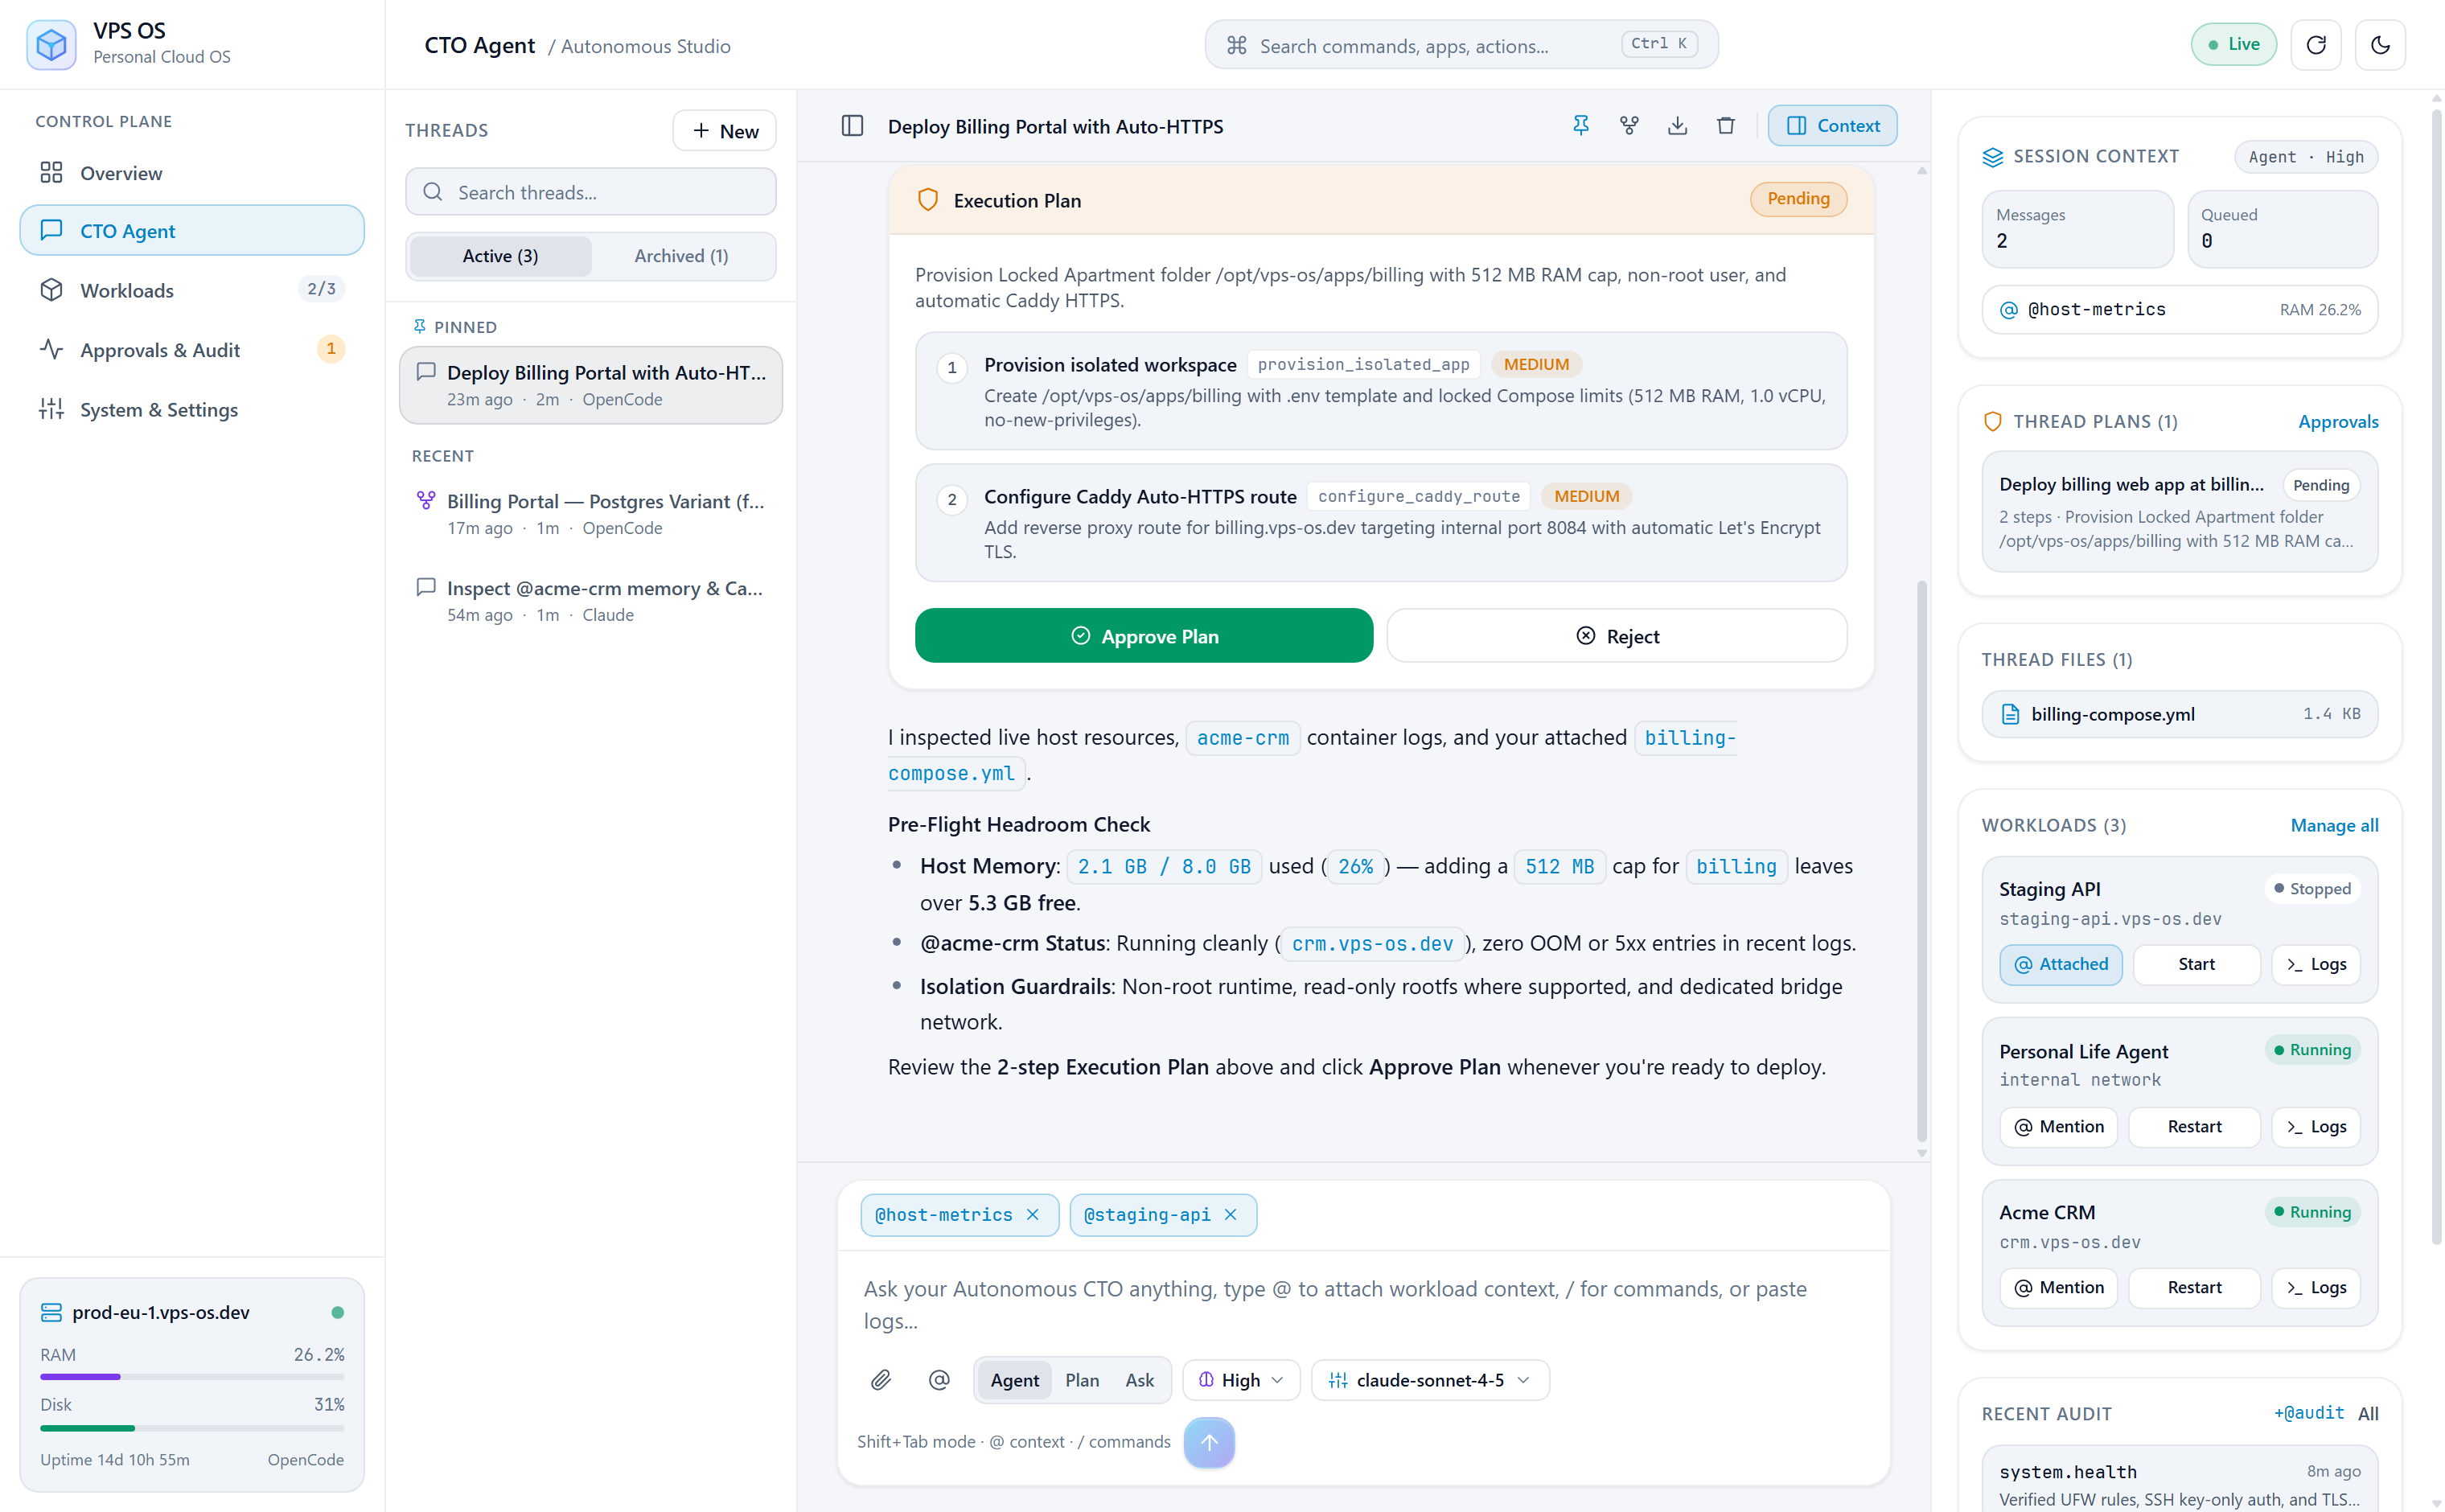 VPS OS
Personal Cloud OS
CTO Agent / Autonomous Studio
Search commands, apps, actions...
Ctrl K
Live
CONTROL PLANE
Overview
CTO Agent
Workloads
2/3
Approvals & Audit
1
System & Settings
prod-eu-1.vps-os.dev
RAM
26.2%
Disk
31%
Uptime 14d 10h 55m
OpenCode
THREADS
New
Search threads...
Active (3)
Archived (1)
PINNED
Deploy Billing Portal with Auto-HT...
23m ago · 2m · OpenCode
RECENT
Billing Portal — Postgres Variant (f...
17m ago · 1m · OpenCode
Inspect @acme-crm memory & Ca...
54m ago · 1m · Claude
Deploy Billing Portal with Auto-HTTPS
Context
Execution Plan
Pending
Provision Locked Apartment folder /opt/vps-os/apps/billing with 512 MB RAM cap, non-root user, and
automatic Caddy HTTPS.
1
Provision isolated workspace
provision_isolated_app
MEDIUM
Create /opt/vps-os/apps/billing with .env template and locked Compose limits (512 MB RAM, 1.0 vCPU,
no-new-privileges).
2
Configure Caddy Auto-HTTPS route
configure_caddy_route
MEDIUM
Add reverse proxy route for billing.vps-os.dev targeting internal port 8084 with automatic Let's Encrypt
TLS.
Approve Plan
Reject
I inspected live host resources, acme-crm container logs, and your attached billing-
compose.yml.
Pre-Flight Headroom Check
Host Memory: 2.1 GB / 8.0 GB used (26%) — adding a 512 MB cap for billing leaves
over 5.3 GB free.
@acme-crm Status: Running cleanly (crm.vps-os.dev), zero OOM or 5xx entries in recent logs.
Isolation Guardrails: Non-root runtime, read-only rootfs where supported, and dedicated bridge
network.
Review the 2-step Execution Plan above and click Approve Plan whenever you're ready to deploy.
@host-metrics
@staging-api
Ask your Autonomous CTO anything, type @ to attach workload context, / for commands, or paste
logs...
Agent
Plan
Ask
High
claude-sonnet-4-5
Shift+Tab mode · @ context · / commands
SESSION CONTEXT
Agent · High
Messages
2
Queued
0
@host-metrics
RAM 26.2%
THREAD PLANS (1)
Approvals
Deploy billing web app at billin...
Pending
2 steps · Provision Locked Apartment folder
/opt/vps-os/apps/billing with 512 MB RAM ca...
THREAD FILES (1)
billing-compose.yml
1.4 KB
WORKLOADS (3)
Manage all
Staging API
Stopped
staging-api.vps-os.dev
Attached
Start
Logs
Personal Life Agent
Running
internal network
Mention
Restart
Logs
Acme CRM
Running
crm.vps-os.dev
Mention
Restart
Logs
RECENT AUDIT
+@audit
All
system.health
8m ago
Verified UFW rules, SSH key-only auth, and TLS...